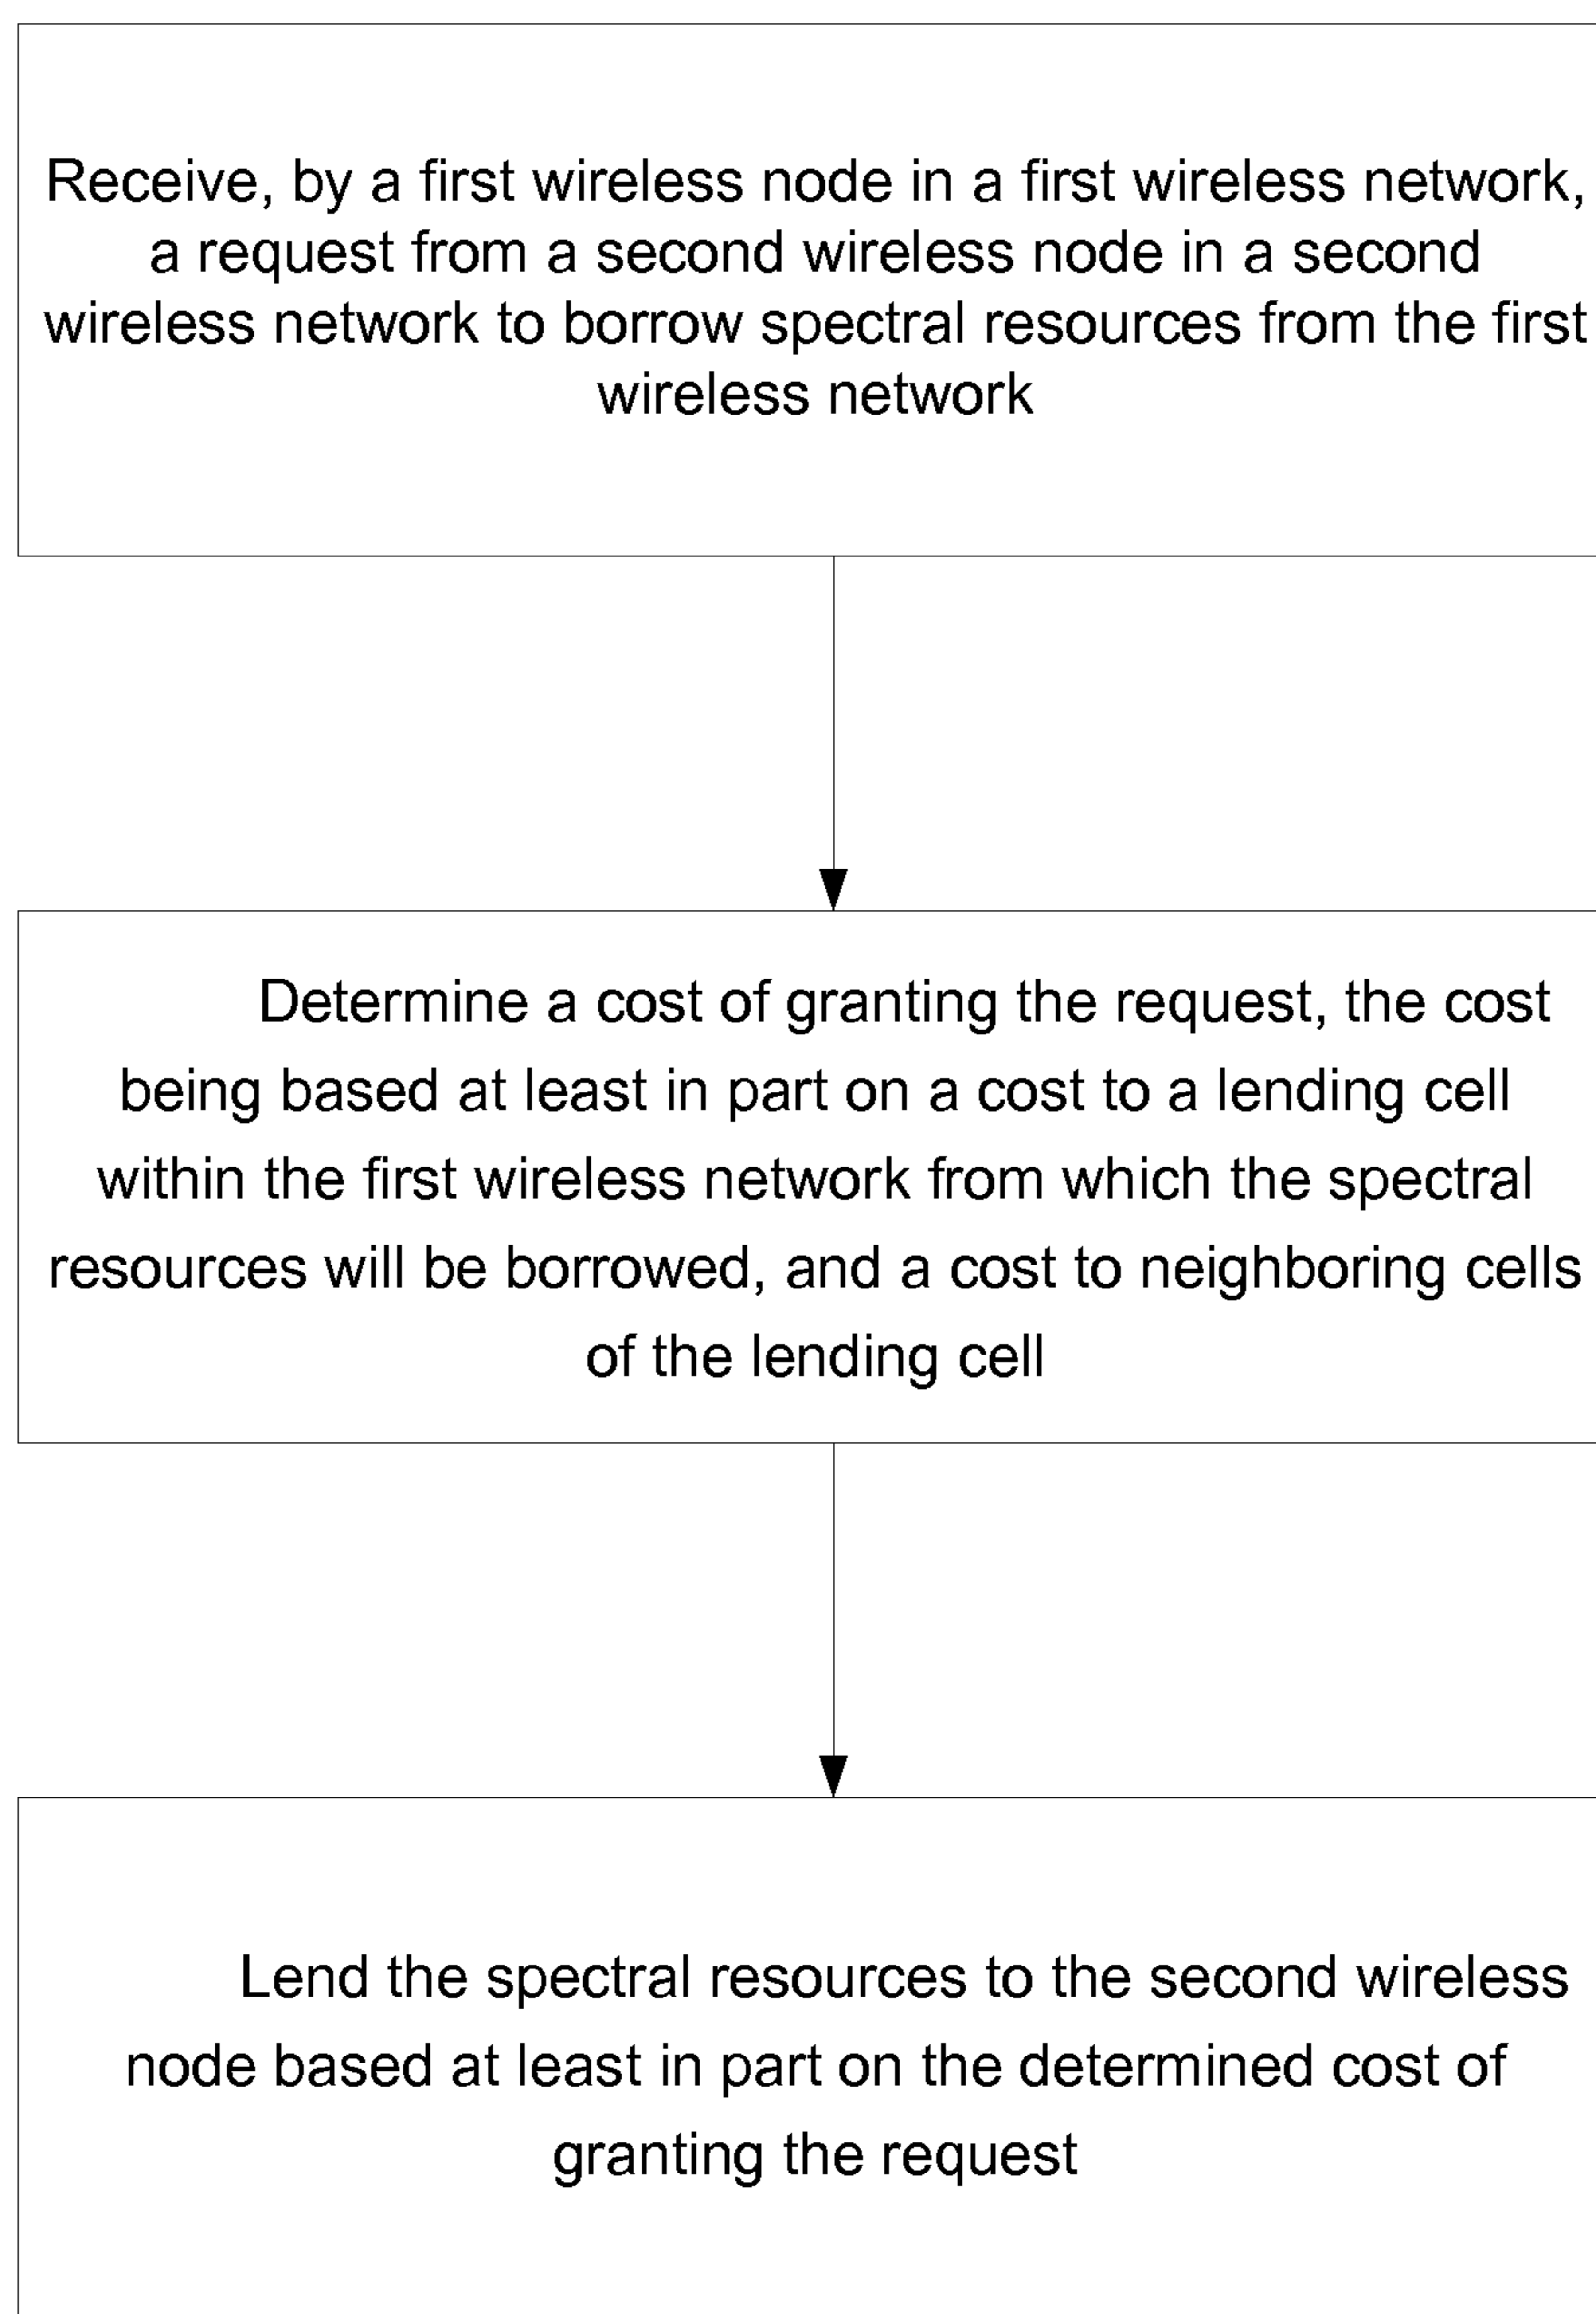 Receive, by a first wireless node in a first wireless network,
a request from a second wireless node in a second
wireless network to borrow spectral resources from the first
wireless network
Determine a cost of granting the request, the cost
being based at least in part on a cost to a lending cell
within the first wireless network from which the spectral
resources will be borrowed, and a cost to neighboring cells
of the lending cell
Lend the spectral resources to the second wireless
node based at least in part on the determined cost of
granting the request